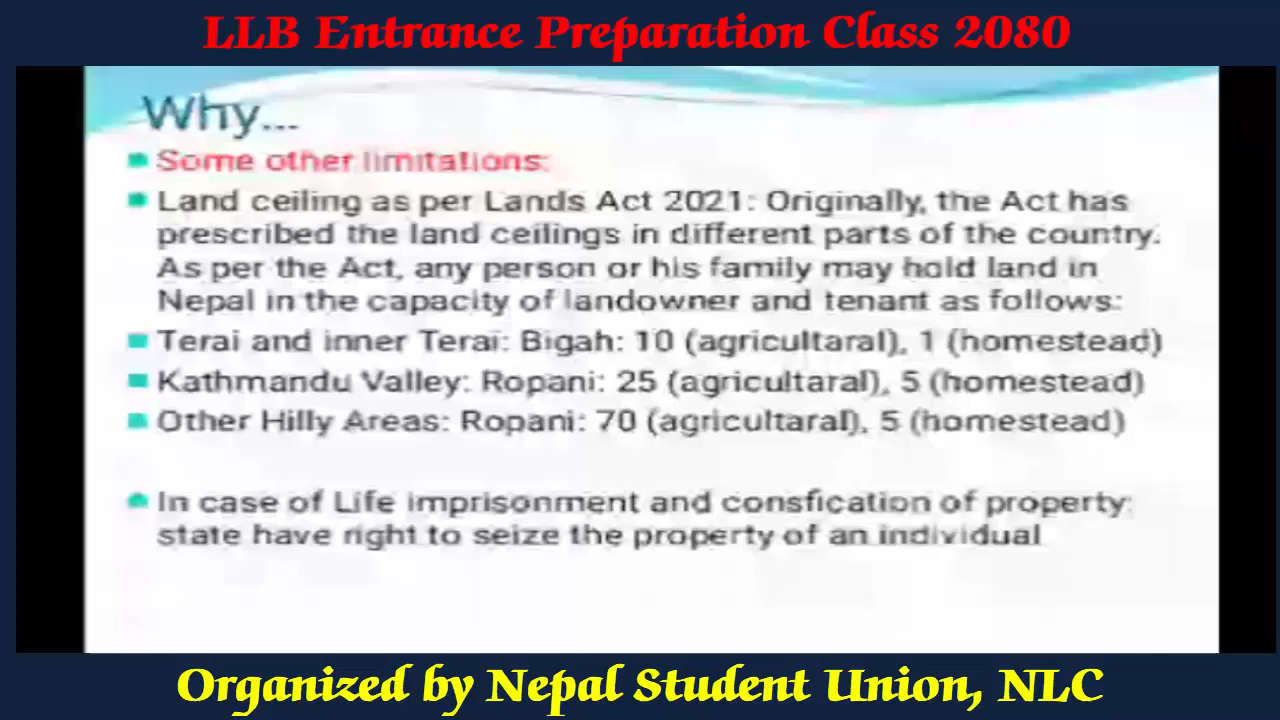 LLB Entrance Preparation Class 2080
Why...
Some other limitations:
Land ceiling as per Lands Act 2021: Originally, the Act has
prescribed the land ceilings in different parts of the country.
As per the Act, any person or his family may hold land in
Nepal in the capacity of landowner and tenant as follows:
Terai and inner Terai: Bigah: 10 (agricultaral), 1 (homestead)
Kathmandu Valley: Ropani: 25 (agricultaral), 5 (homestead)
Other Hilly Areas: Ropani: 70 (agricultaral), 5 (homestead)
In case of Life imprisonment and consfication of property:
state have right to seize the property of an individual
Organized by Nepal Student Union, NLC